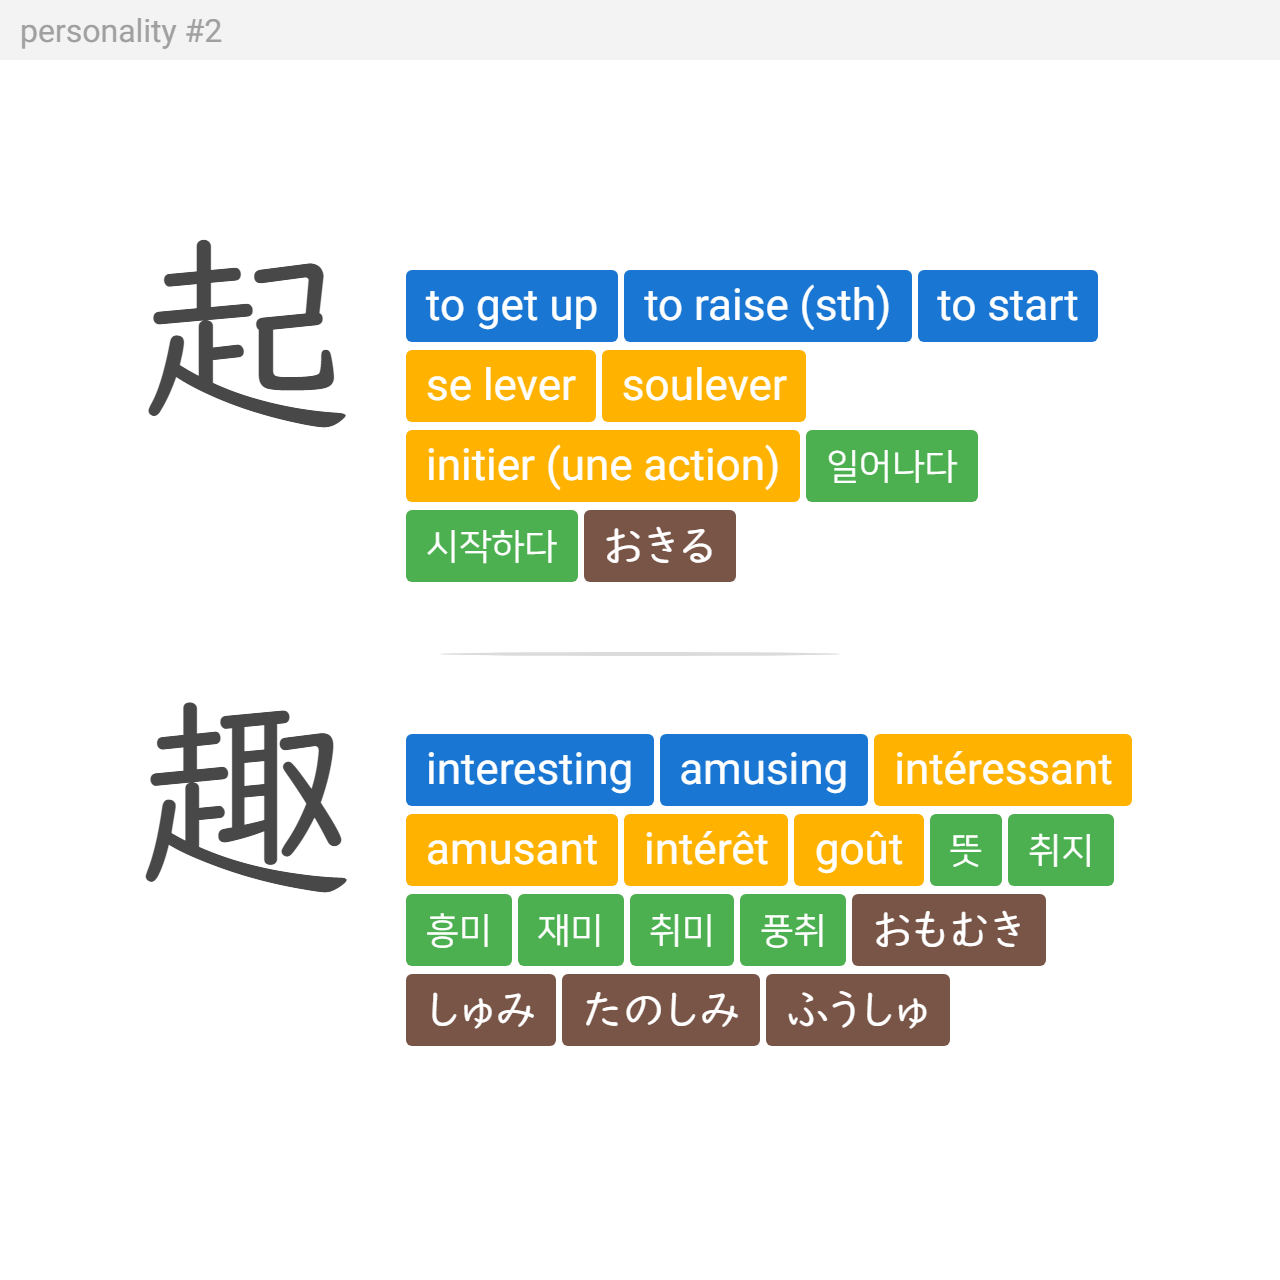 personality #2
起
to get up to raise (sth) to start
se lever soulever
initier (une action) 일어나다
시작하다 おきる
趣
interesting amusing intéressant
amusant intérêt goût 뜻 취지
흥미 재미 취미 풍취 おもむき
しゅみ たのしみ ふうしゅ